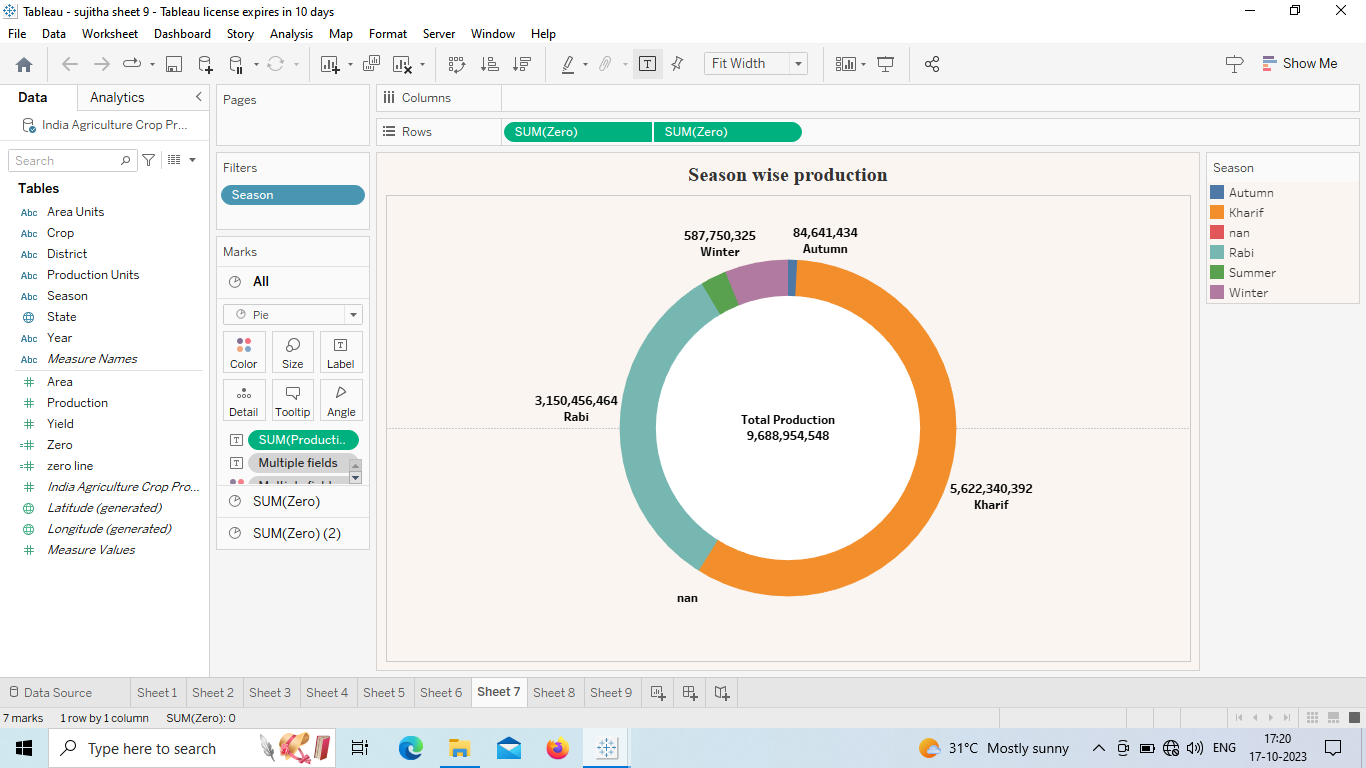 Tableau - sujitha sheet 9 - Tableau license expires in 10 days
File Data Worksheet Dashboard Story Analysis Map Format Server Window Help
Fit Width
Show Me
Data Analytics
India Agriculture Crop Pr...
Search
Tables
Abc Area Units
Abc Crop
Abc District
Abc Production Units
Abc Season
State
Abc Year
Abc Measure Names
Area
Production
Yield
Zero
zero line
India Agriculture Crop Pro...
Latitude (generated)
Longitude (generated)
Measure Values
Pages
Filters
Season
Marks
All
Pie
Color Size Label
Detail Tooltip Angle
SUM(Producti..
Multiple fields
SUM(Zero)
SUM(Zero) (2)
Columns
Rows SUM(Zero) SUM(Zero)
Season wise production
587,750,325
Winter
84,641,434
Autumn
3,150,456,464
Rabi
Total Production
9,688,954,548
5,622,340,392
Kharif
nan
Season
Autumn
Kharif
nan
Rabi
Summer
Winter
Data Source Sheet 1 Sheet 2 Sheet 3 Sheet 4 Sheet 5 Sheet 6 Sheet 7 Sheet 8 Sheet 9
7 marks 1 row by 1 column SUM(Zero): 0
Type here to search
31°C Mostly sunny
ENG
17:20
17-10-2023